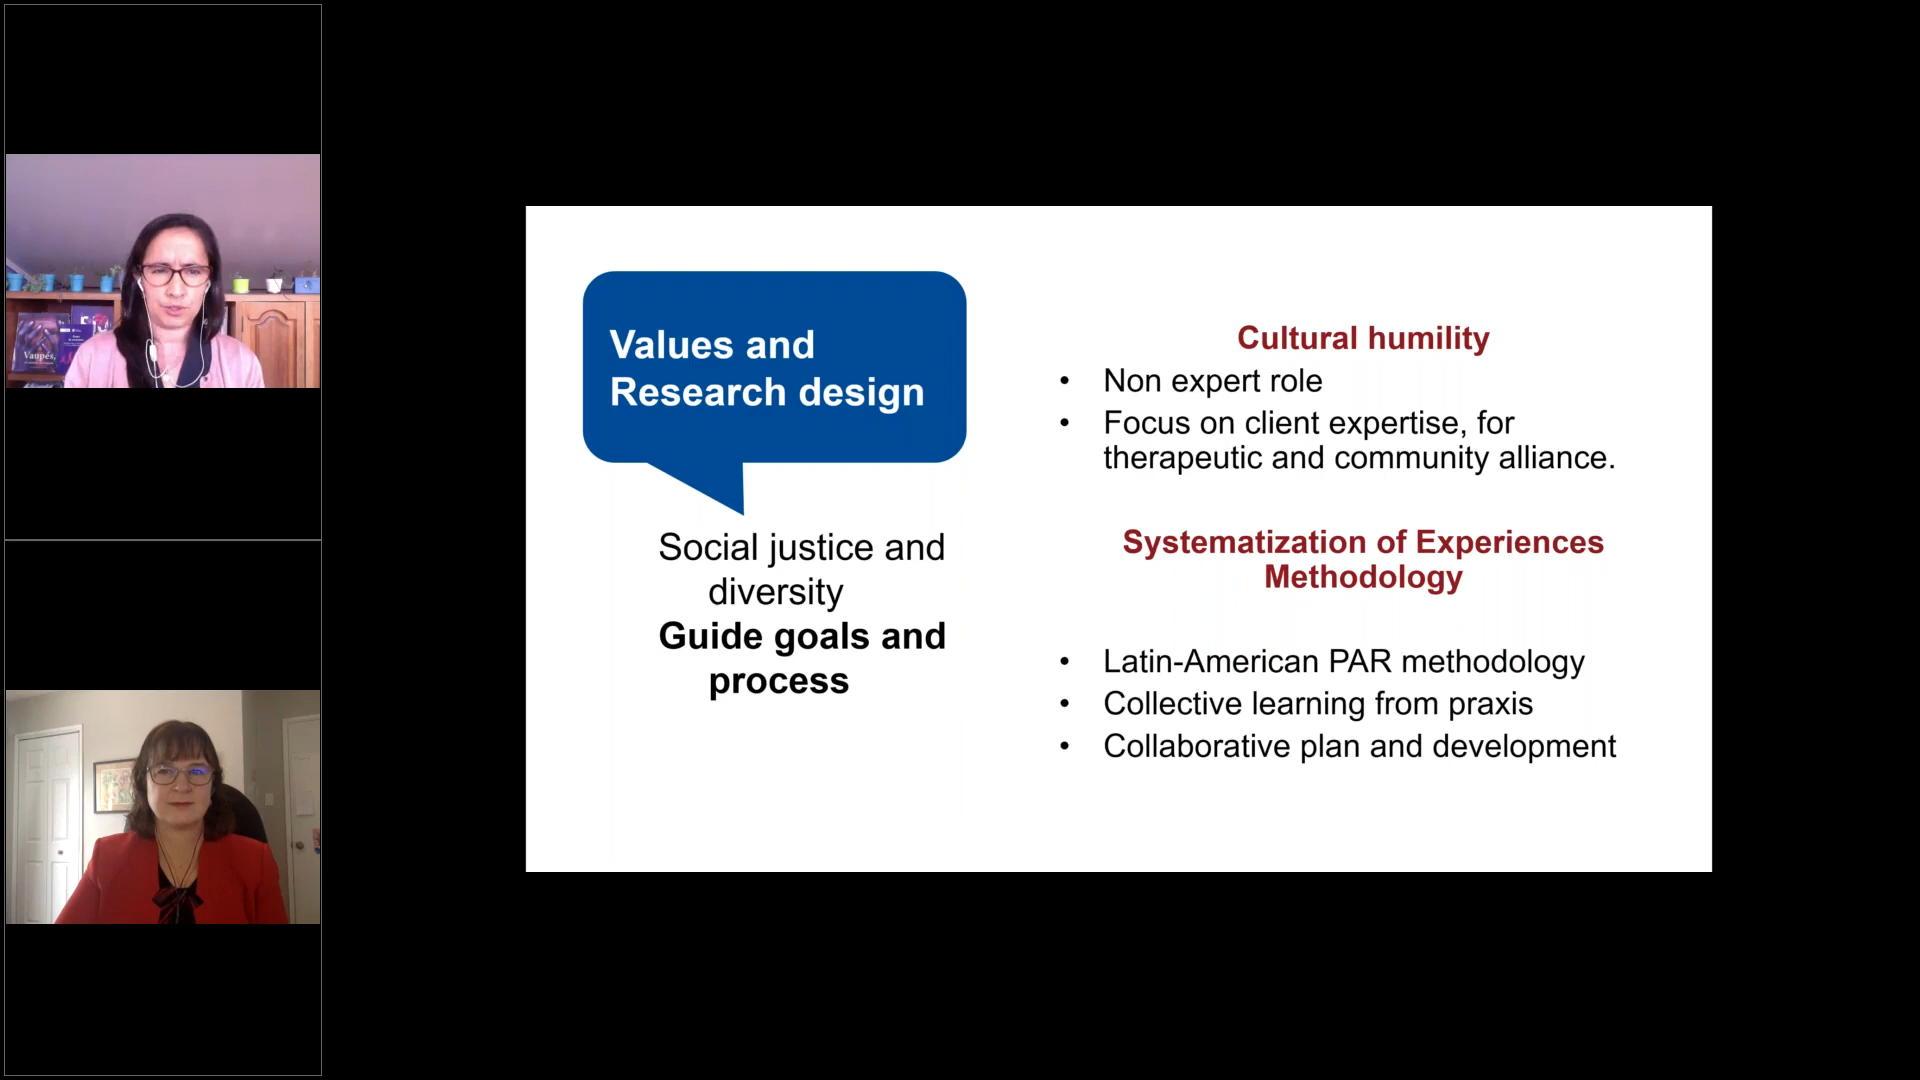 Vaupés,
Values and
Research design
Social justice and
diversity
Guide goals and
process
Cultural humility
• Non expert role
• Focus on client expertise, for
therapeutic and community alliance.
Systematization of Experiences
Methodology
• Latin-American PAR methodology
• Collective learning from praxis
• Collaborative plan and development